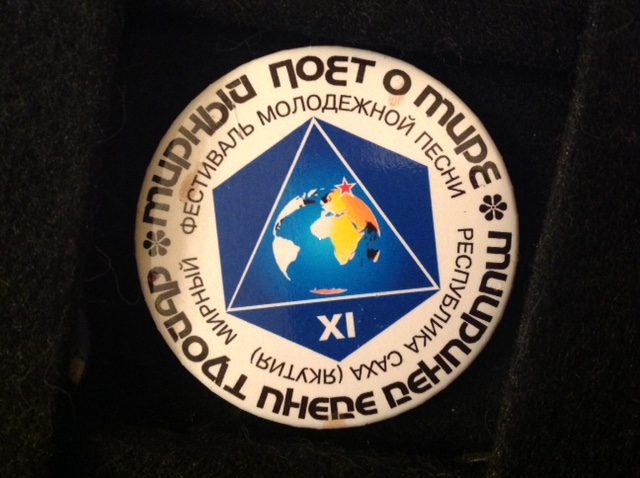 МИРНЫЙ ПОЕТ О МИРЕ
ФЕСТИВАЛЬ МОЛОДЕЖНОЙ ПЕСНИ
РЕСПУБЛИКА САХА (ЯКУТИЯ)
МИРНЫЙ
XI